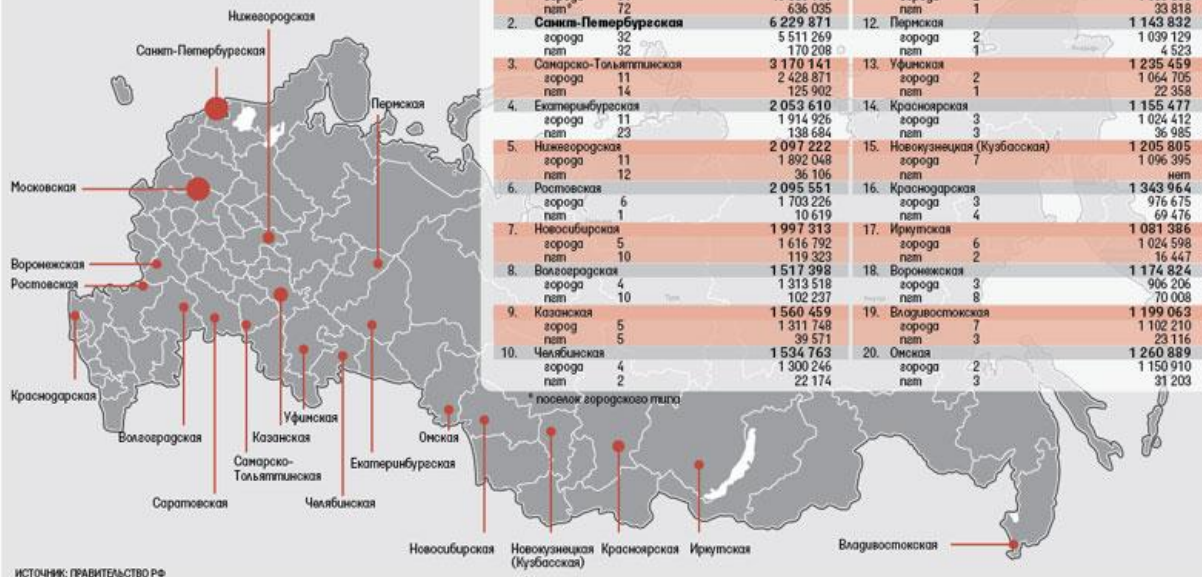 пгт* 72 636 035
2. Санкт-Петербургская 6 229 871
города 32 5 511 269
пгт 32 170 208
3. Самарско-Тольяттинская 3 170 141
города 11 2 428 871
пгт 14 125 902
4. Екатеринбургская 2 053 610
города 11 1 914 926
пгт 23 138 684
5. Нижегородская 2 097 222
города 11 1 892 048
пгт 12 36 106
6. Ростовская 2 095 551
города 6 1 703 226
пгт 1 10 619
7. Новосибирская 1 997 313
города 5 1 616 792
пгт 10 119 323
8. Волгоградская 1 517 398
города 4 1 313 518
пгт 10 102 237
9. Казанская 1 560 459
город 5 1 311 748
пгт 5 39 571
10. Челябинская 1 534 763
города 4 1 300 246
пгт 2 22 174
* поселок городского типа
пгт 1 33 818
12. Пермская 1 143 832
города 2 1 039 129
пгт 1 4 523
13. Уфимская 1 235 459
города 2 1 064 705
пгт 1 22 358
14. Красноярская 1 155 477
города 3 1 024 412
пгт 3 36 985
15. Новокузнецкая (Кузбасская) 1 205 805
города 7 1 096 395
пгт нет
16. Краснодарская 1 343 964
города 3 976 675
пгт 4 69 476
17. Иркутская 1 081 386
города 6 1 024 598
пгт 2 16 447
18. Воронежская 1 174 824
города 3 906 206
пгт 8 70 008
19. Владивостокская 1 199 063
города 7 1 102 210
пгт 3 23 116
20. Омская 1 260 889
города 2 1 150 910
пгт 3 31 203
Нижегородская
Санкт-Петербургская
Пермская
Московская
Воронежская
Ростовская
Краснодарская
Волгоградская
Уфимская
Казанская
Омская
Самарско-
Тольяттинская
Екатеринбургская
Саратовская
Челябинская
Новосибирская
Новокузнецкая
(Кузбасская)
Красноярская
Иркутская
Владивостокская
ИСТОЧНИК: ПРАВИТЕЛЬСТВО РФ